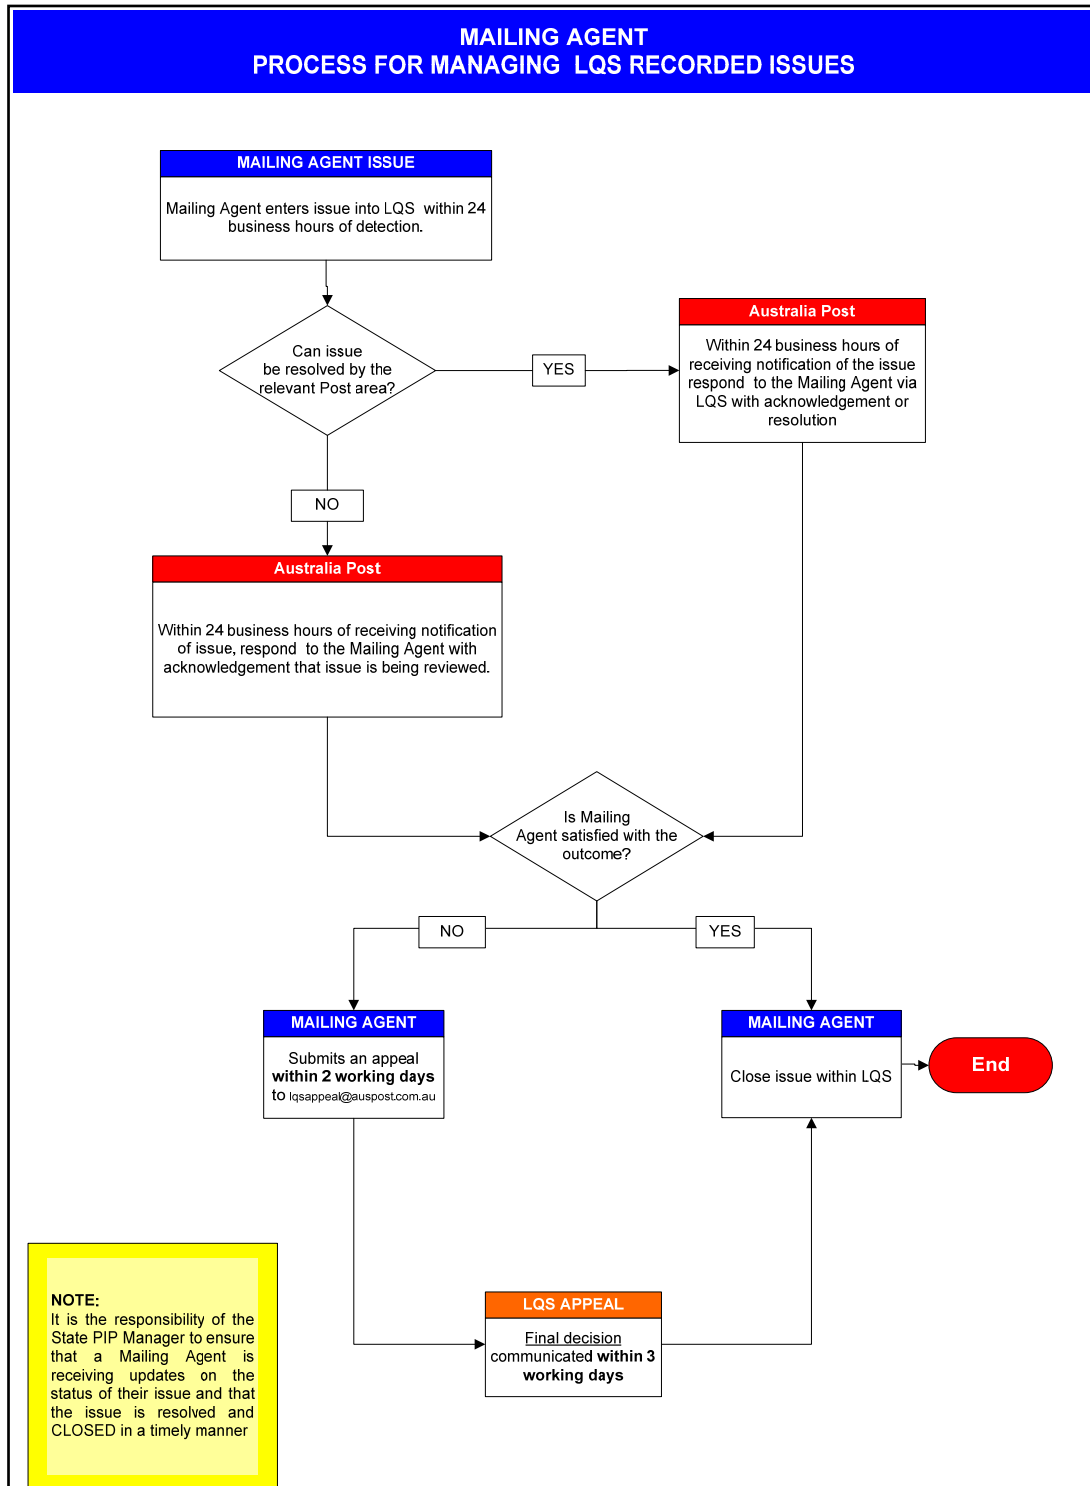 MAILING AGENT
PROCESS FOR MANAGING LQS RECORDED ISSUES
MAILING AGENT ISSUE
Mailing Agent enters issue into LQS within 24
business hours of detection.
Can issue
be resolved by the
relevant Post area?
YES
Australia Post
Within 24 business hours of
receiving notification of the issue
respond to the Mailing Agent via
LQS with acknowledgement or
resolution
NO
Australia Post
Within 24 business hours of receiving notification
of issue, respond to the Mailing Agent with
acknowledgement that issue is being reviewed.
Is Mailing
Agent satisfied with the
outcome?
NO
YES
MAILING AGENT
Submits an appeal
within 2 working days
to lqsappeal@auspost.com.au
MAILING AGENT
Close issue within LQS
End
LQS APPEAL
Final decision
communicated within 3
working days
NOTE:
It is the responsibility of the
State PIP Manager to ensure
that a Mailing Agent is
receiving updates on the
status of their issue and that
the issue is resolved and
CLOSED in a timely manner